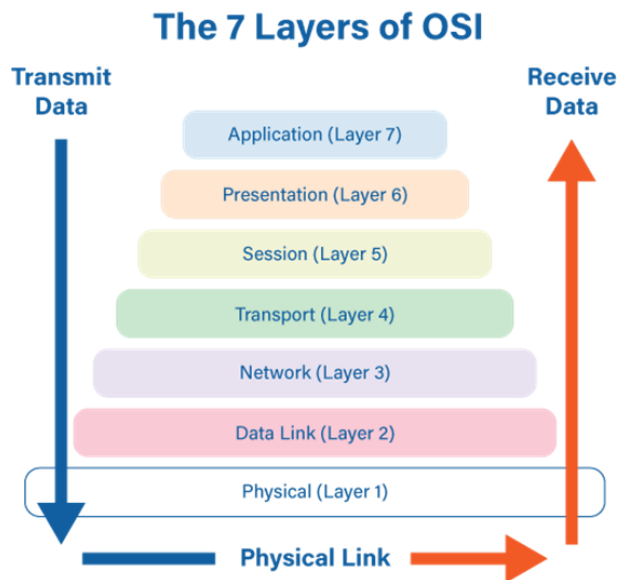 The 7 Layers of OSI
Transmit
Data
Receive
Data
Application (Layer 7)
Presentation (Layer 6)
Session (Layer 5)
Transport (Layer 4)
Network (Layer 3)
Data Link (Layer 2)
Physical (Layer 1)
Physical Link